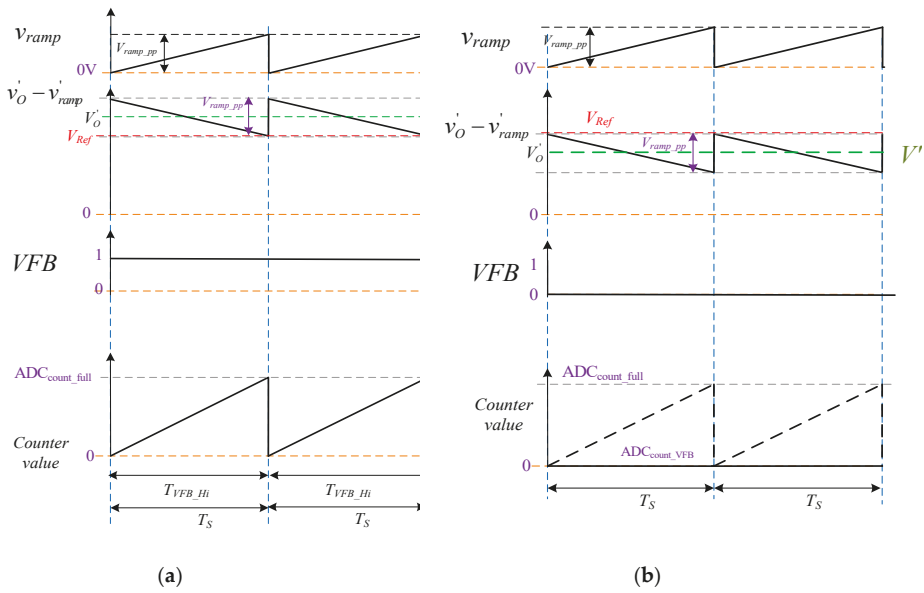 v_ramp
V_ramp_pp
0V
v'_O − v'_ramp
V_ramp_pp
V'_O
V_Ref
0
VFB
1
0
ADC_count_full
Counter value
0
T_VFB_Hi
T_VFB_Hi
T_S
T_S
(a)
v_ramp
V_ramp_pp
0V
v'_O − v'_ramp
V_Ref
V_ramp_pp
V'_O
V'
0
VFB
1
0
ADC_count_full
Counter value
ADC_count_VFB
0
T_S
T_S
(b)